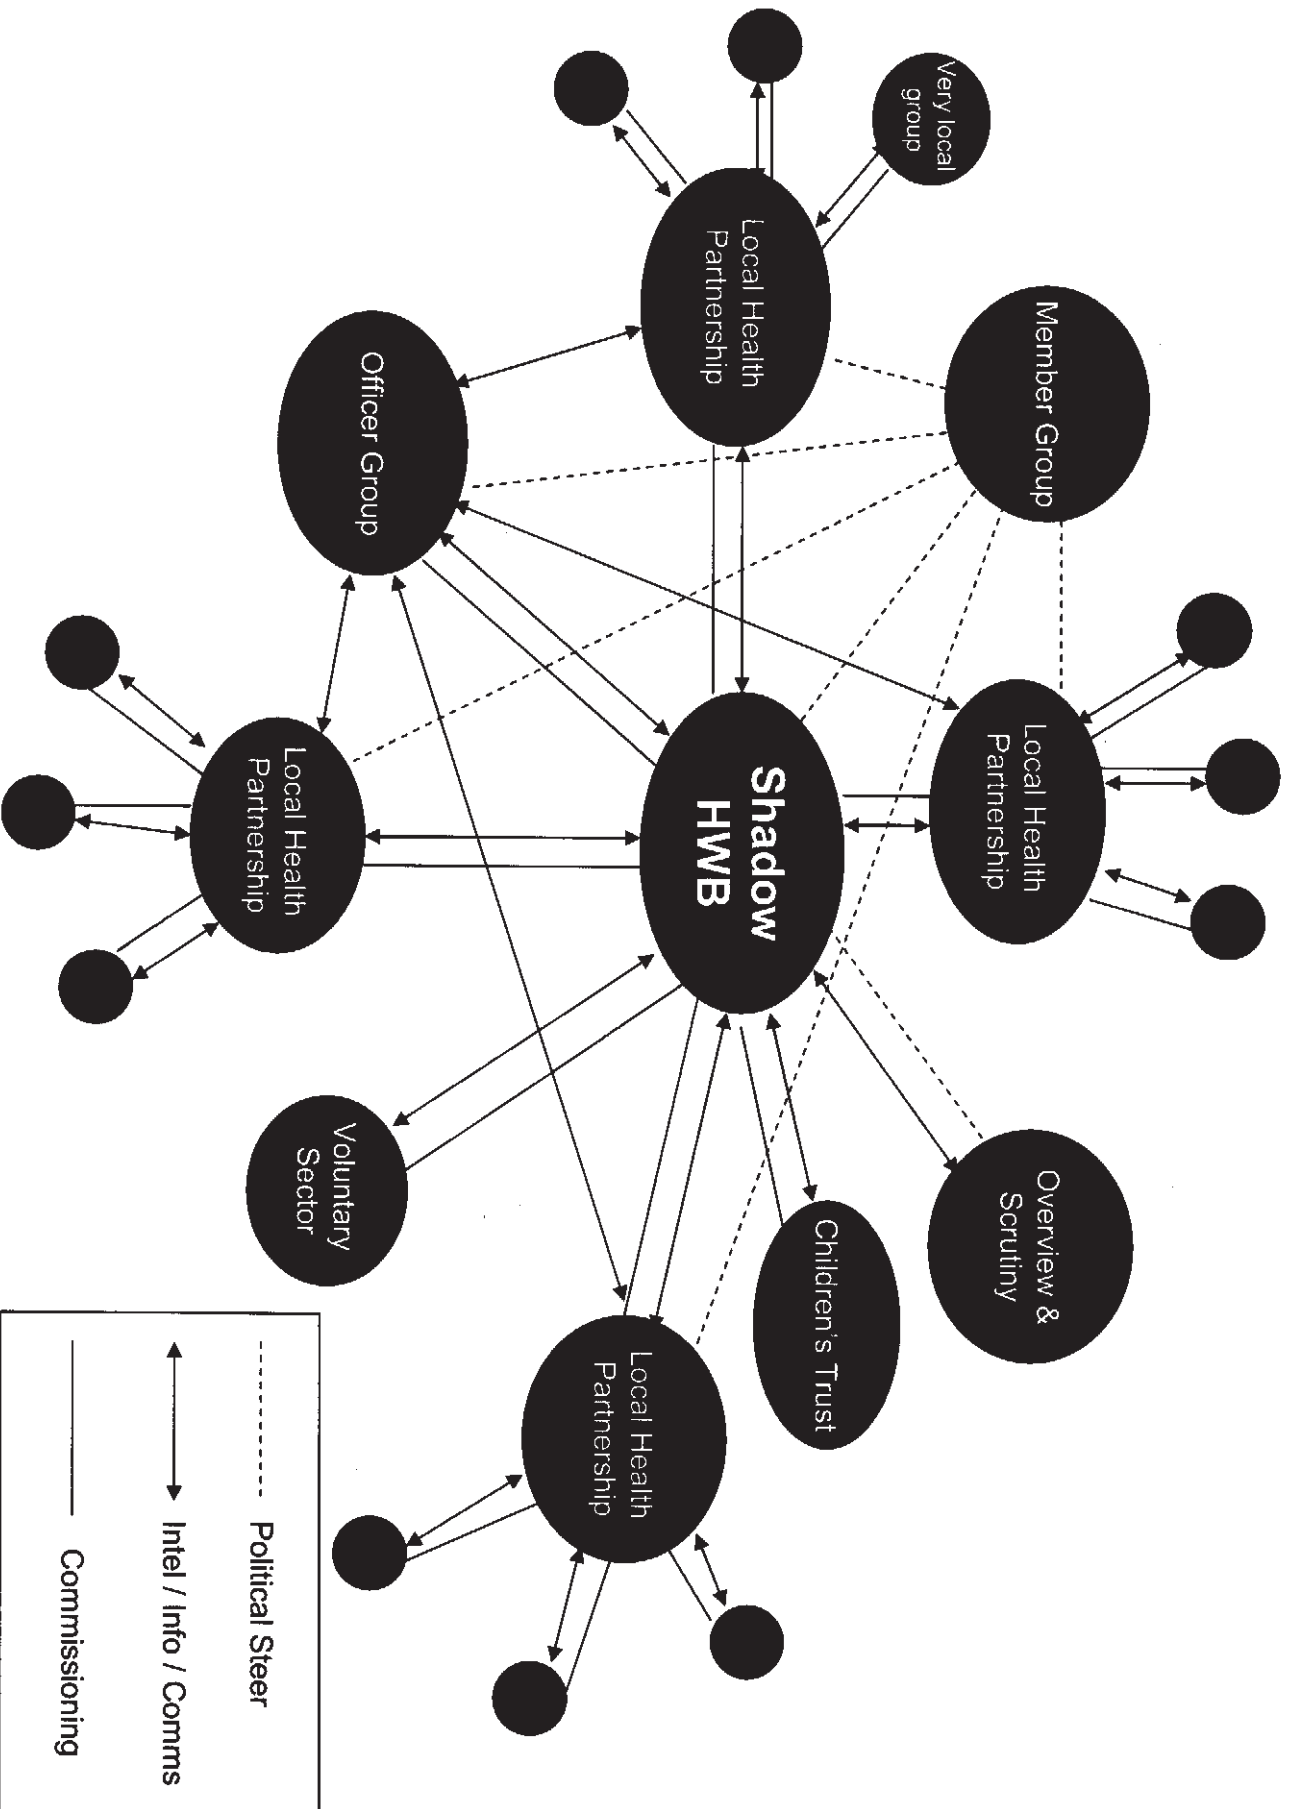 Very local
group
Member Group
Local Health
Partnership
Officer Group
Local Health
Partnership
Shadow
HWB
Local Health
Partnership
Overview &
Scrutiny
Children's Trust
Voluntary
Sector
Local Health
Partnership
Political Steer
Intel / Info / Comms
Commissioning